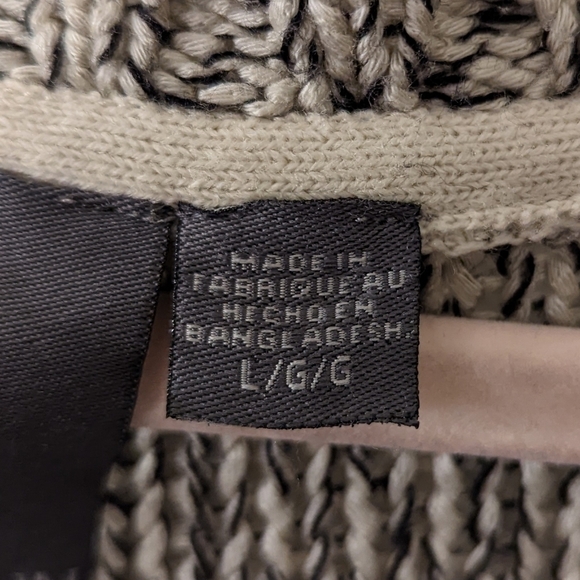 MADE IN
FABRIQUE AU
HECHO EN
BANGLADESH.
L/G/G